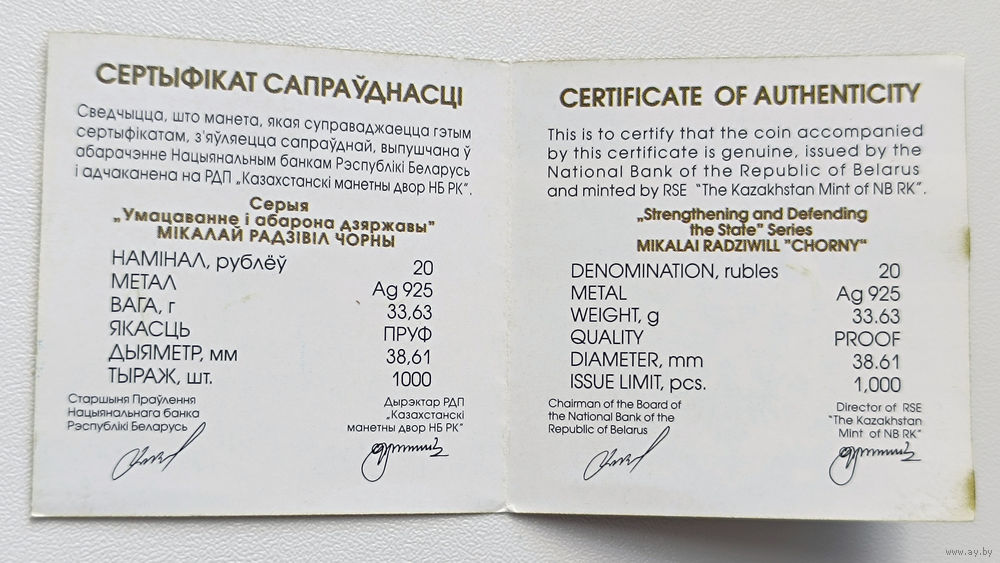 СЕРТЫФІКАТ САПРАЎДНАСЦІ
Сведчыцца, што манета, якая суправаджаецца гэтым
сертыфікатам, з'яўляецца сапраўднай, выпушчана ў
абарачэнне Нацыянальным банкам Рэспублікі Беларусь
і адчаканена на РДП „Казахстанскі манетны двор НБ РК".
Серыя
„Умацаванне і абарона дзяржавы"
МІКАЛАЙ РАДЗІВІЛ ЧОРНЫ
НАМІНАЛ, рублёў 20
МЕТАЛ Ag 925
ВАГА, г 33,63
ЯКАСЦЬ ПРУФ
ДЫЯМЕТР, мм 38,61
ТЫРАЖ, шт. 1000
Старшыня Праўлення
Нацыянальнага банка
Рэспублікі Беларусь
Дырэктар РДП
„Казахстанскі
манетны двор НБ РК"
CERTIFICATE OF AUTHENTICITY
This is to certify that the coin accompanied
by this certificate is genuine, issued by the
National Bank of the Republic of Belarus
and minted by RSE "The Kazakhstan Mint of NB RK".
„Strengthening and Defending
the State" Series
MIKALAI RADZIWILL "CHORNY"
DENOMINATION, rubles 20
METAL Ag 925
WEIGHT, g 33.63
QUALITY PROOF
DIAMETER, mm 38.61
ISSUE LIMIT, pcs. 1,000
Chairman of the Board of
the National Bank of the
Republic of Belarus
Director of RSE
"The Kazakhstan
Mint of NB RK"
www.ay.by